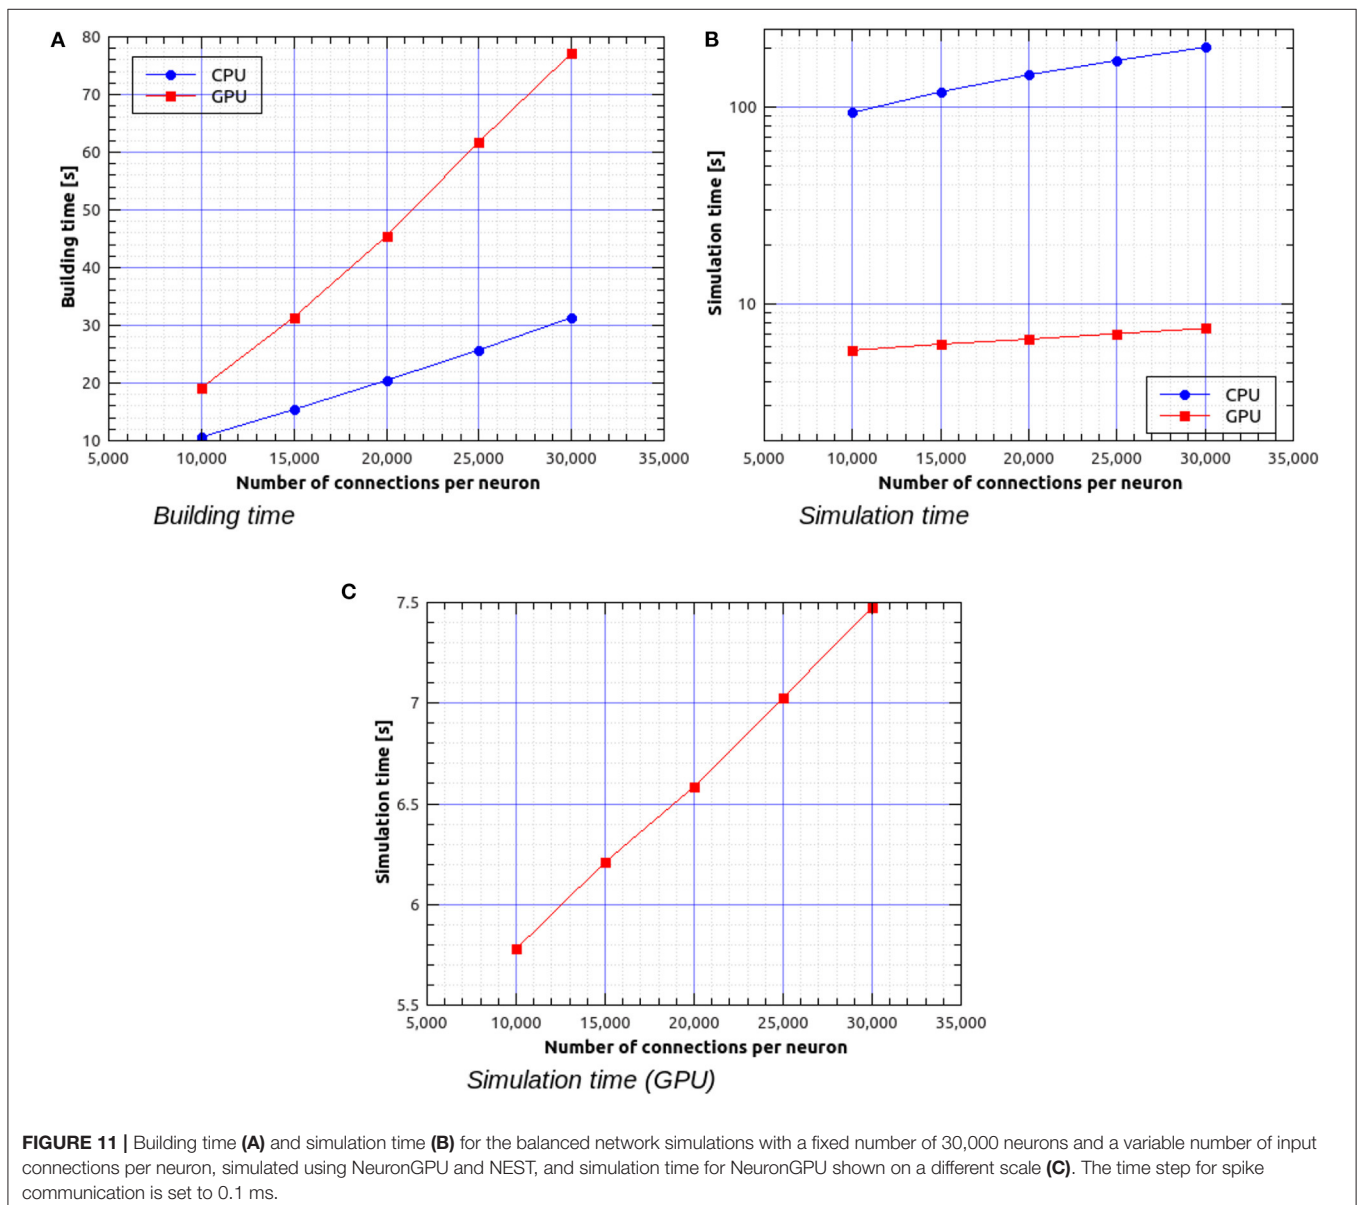 A
80
70
60
50
40
30
20
10
Building time [s]
CPU
GPU
5,000 10,000 15,000 20,000 25,000 30,000 35,000
Number of connections per neuron
Building time
B
100
10
Simulation time [s]
CPU
GPU
5,000 10,000 15,000 20,000 25,000 30,000 35,000
Number of connections per neuron
Simulation time
C
7.5
7
6.5
6
5.5
Simulation time [s]
5,000 10,000 15,000 20,000 25,000 30,000 35,000
Number of connections per neuron
Simulation time (GPU)
FIGURE 11 | Building time (A) and simulation time (B) for the balanced network simulations with a fixed number of 30,000 neurons and a variable number of input
connections per neuron, simulated using NeuronGPU and NEST, and simulation time for NeuronGPU shown on a different scale (C). The time step for spike
communication is set to 0.1 ms.